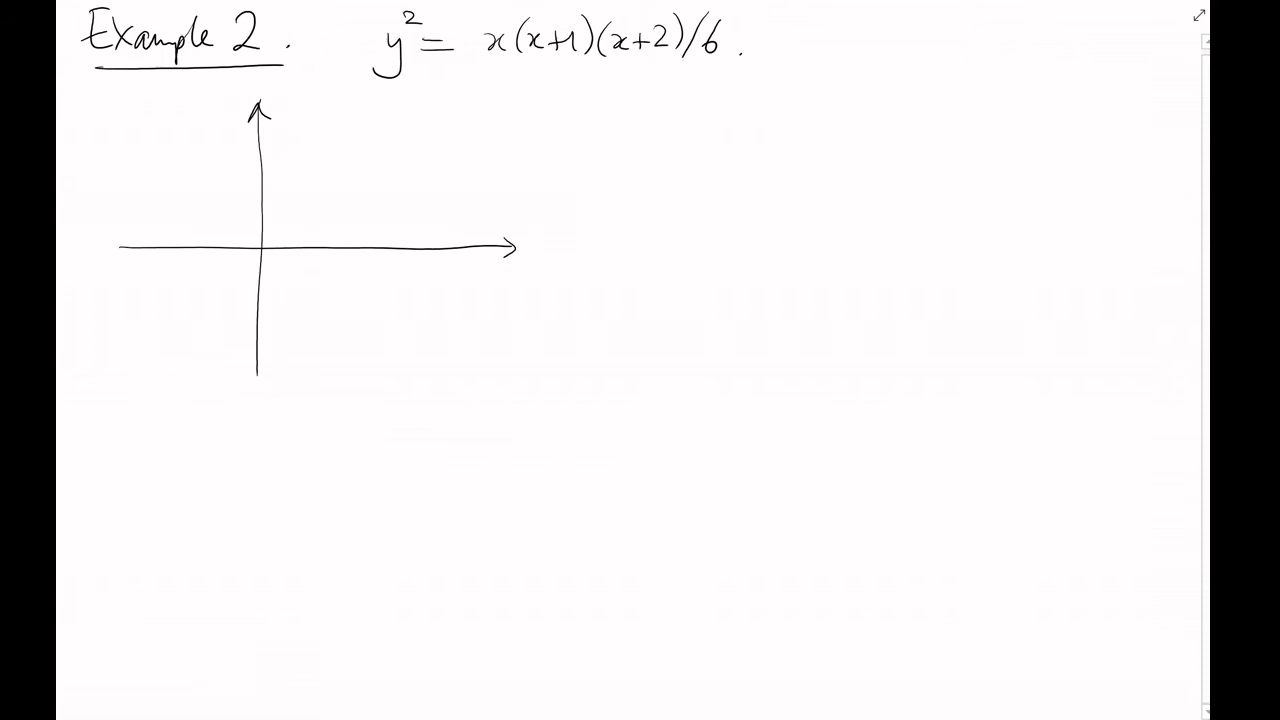 Example 2. y² = x(x+1)(x+2)/6.